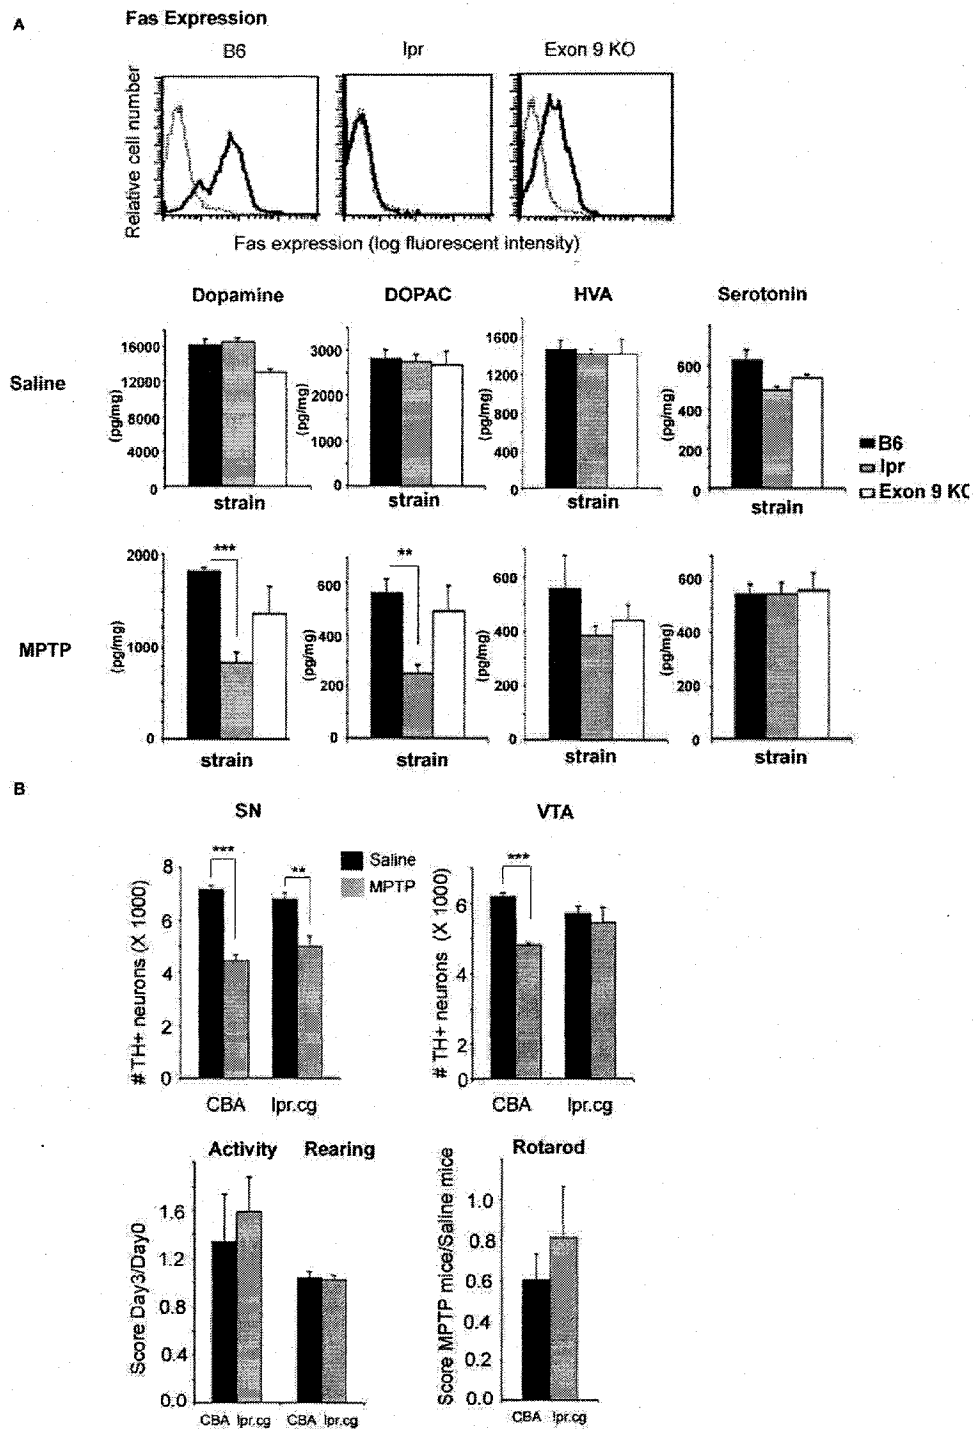 A
Fas Expression
B6
lpr
Exon 9 KO
Relative cell number
Fas expression (log fluorescent intensity)
Dopamine
DOPAC
HVA
Serotonin
Saline
(pg/mg)
16000
12000
8000
4000
0
strain
(pg/mg)
3000
2000
1000
0
strain
(pg/mg)
1600
1200
800
400
0
strain
(pg/mg)
600
400
200
0
strain
B6
lpr
Exon 9 KC
MPTP
(pg/mg)
2000
1000
0
***
strain
(pg/mg)
600
400
200
0
**
strain
(pg/mg)
600
400
200
0
strain
(pg/mg)
600
400
200
0
strain
B
SN
VTA
Saline
MPTP
# TH+ neurons (X 1000)
8
6
4
2
0
***
**
CBA
lpr.cg
# TH+ neurons (X 1000)
6
4
2
0
***
CBA
lpr.cg
Activity
Rearing
Rotarod
Score Day3/Day0
1.6
1.2
0.8
0.4
0.0
CBA lpr.cg
CBA lpr.cg
Score MPTP mice/Saline mice
1.0
0.8
0.6
0.4
0.2
0.0
CBA lpr.cg